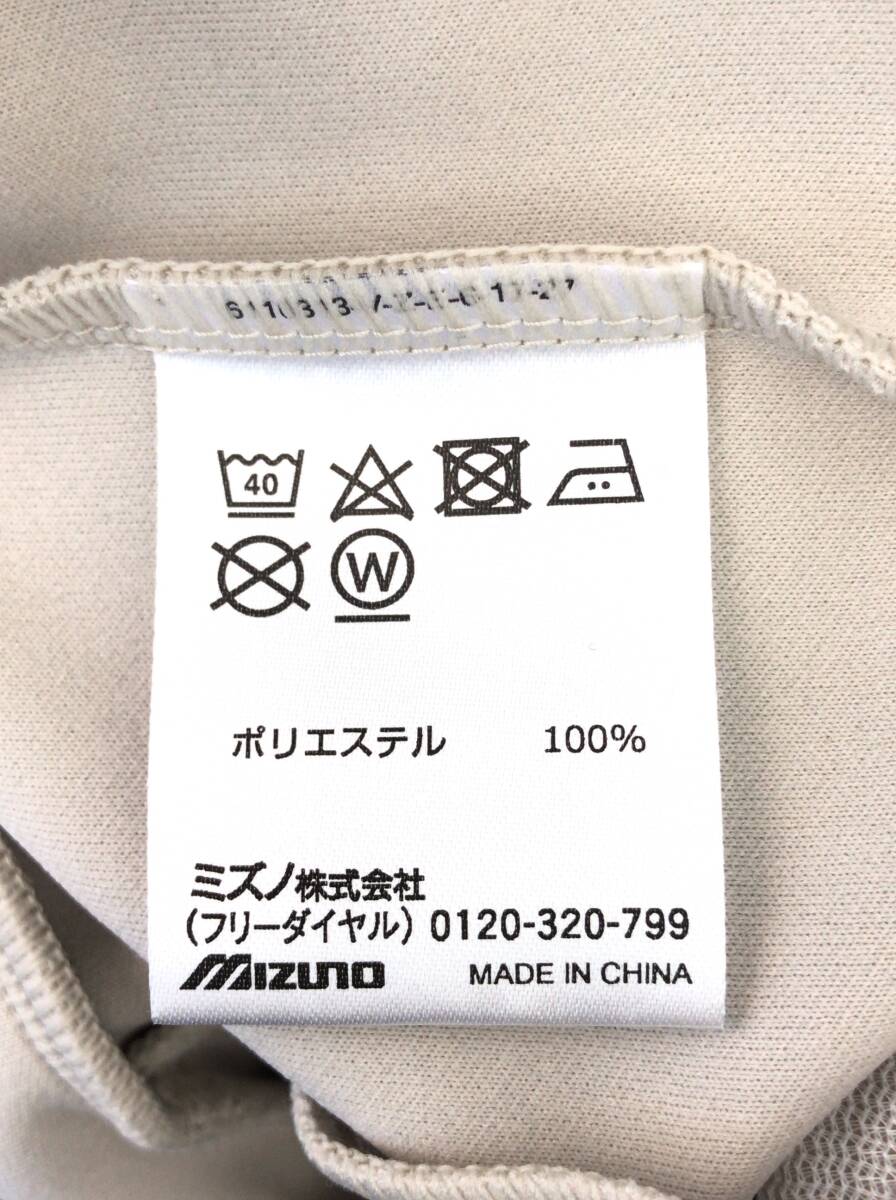 40
W
ポリエステル 100%
ミズノ株式会社
(フリーダイヤル) 0120-320-799
MIZUNO MADE IN CHINA